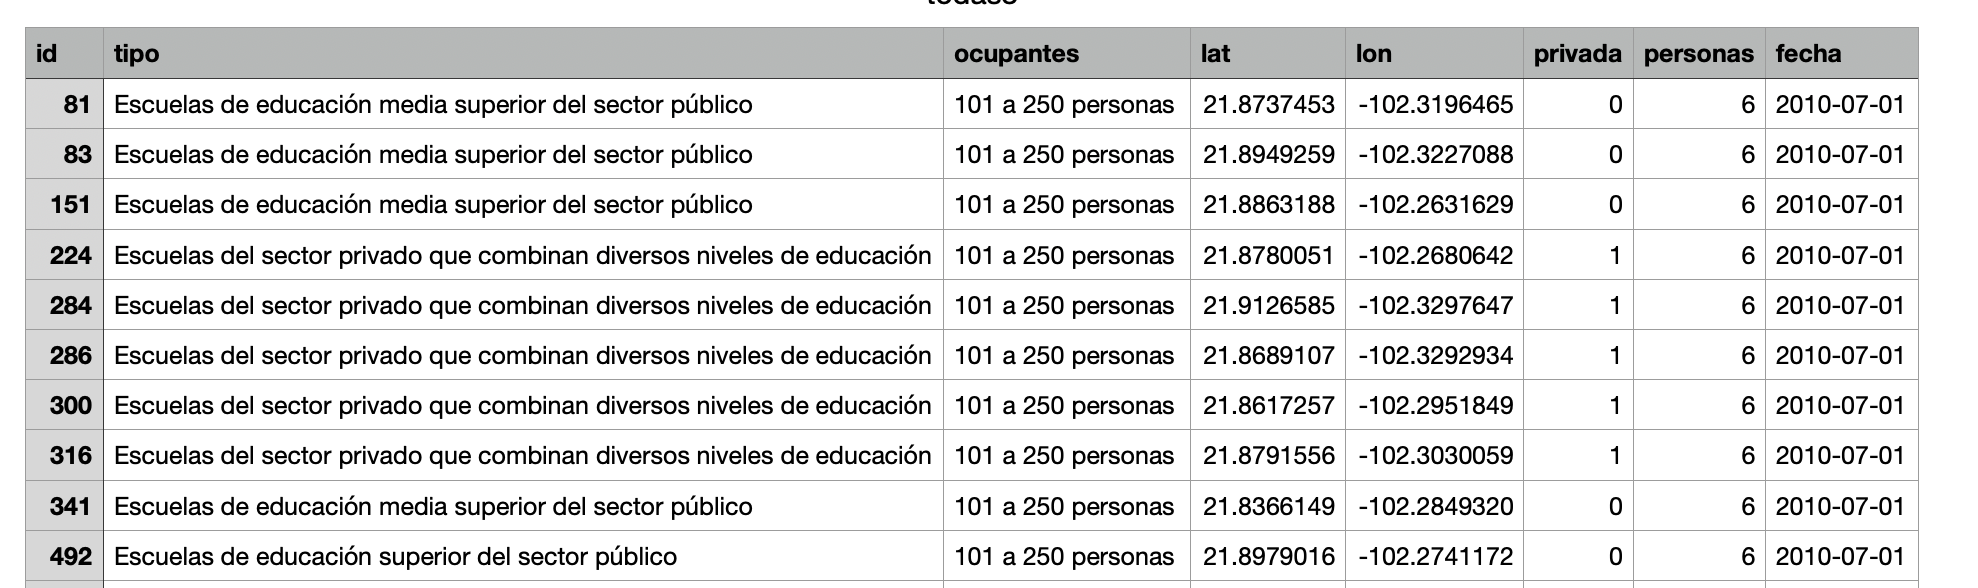 id tipo ocupantes lat lon privada personas fecha
81 Escuelas de educación media superior del sector público 101 a 250 personas 21.8737453 -102.3196465 0 6 2010-07-01
83 Escuelas de educación media superior del sector público 101 a 250 personas 21.8949259 -102.3227088 0 6 2010-07-01
151 Escuelas de educación media superior del sector público 101 a 250 personas 21.8863188 -102.2631629 0 6 2010-07-01
224 Escuelas del sector privado que combinan diversos niveles de educación 101 a 250 personas 21.8780051 -102.2680642 1 6 2010-07-01
284 Escuelas del sector privado que combinan diversos niveles de educación 101 a 250 personas 21.9126585 -102.3297647 1 6 2010-07-01
286 Escuelas del sector privado que combinan diversos niveles de educación 101 a 250 personas 21.8689107 -102.3292934 1 6 2010-07-01
300 Escuelas del sector privado que combinan diversos niveles de educación 101 a 250 personas 21.8617257 -102.2951849 1 6 2010-07-01
316 Escuelas del sector privado que combinan diversos niveles de educación 101 a 250 personas 21.8791556 -102.3030059 1 6 2010-07-01
341 Escuelas de educación media superior del sector público 101 a 250 personas 21.8366149 -102.2849320 0 6 2010-07-01
492 Escuelas de educación superior del sector público 101 a 250 personas 21.8979016 -102.2741172 0 6 2010-07-01